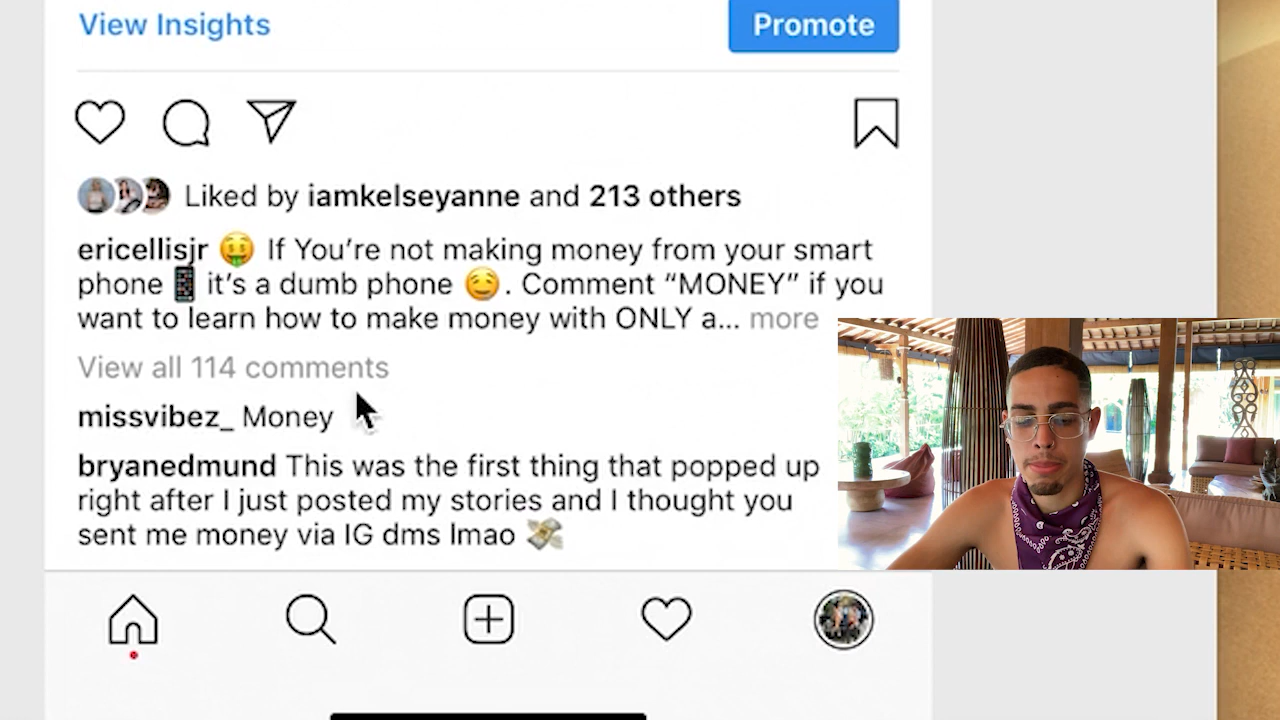 View Insights
Promote
Liked by iamkelseyanne and 213 others
ericellisjr 🤑 If You’re not making money from your smart
phone 📱 it’s a dumb phone 😏. Comment “MONEY” if you
want to learn how to make money with ONLY a... more
View all 114 comments
missvibez_ Money
bryanedmund This was the first thing that popped up
right after I just posted my stories and I thought you
sent me money via IG dms lmao 💸